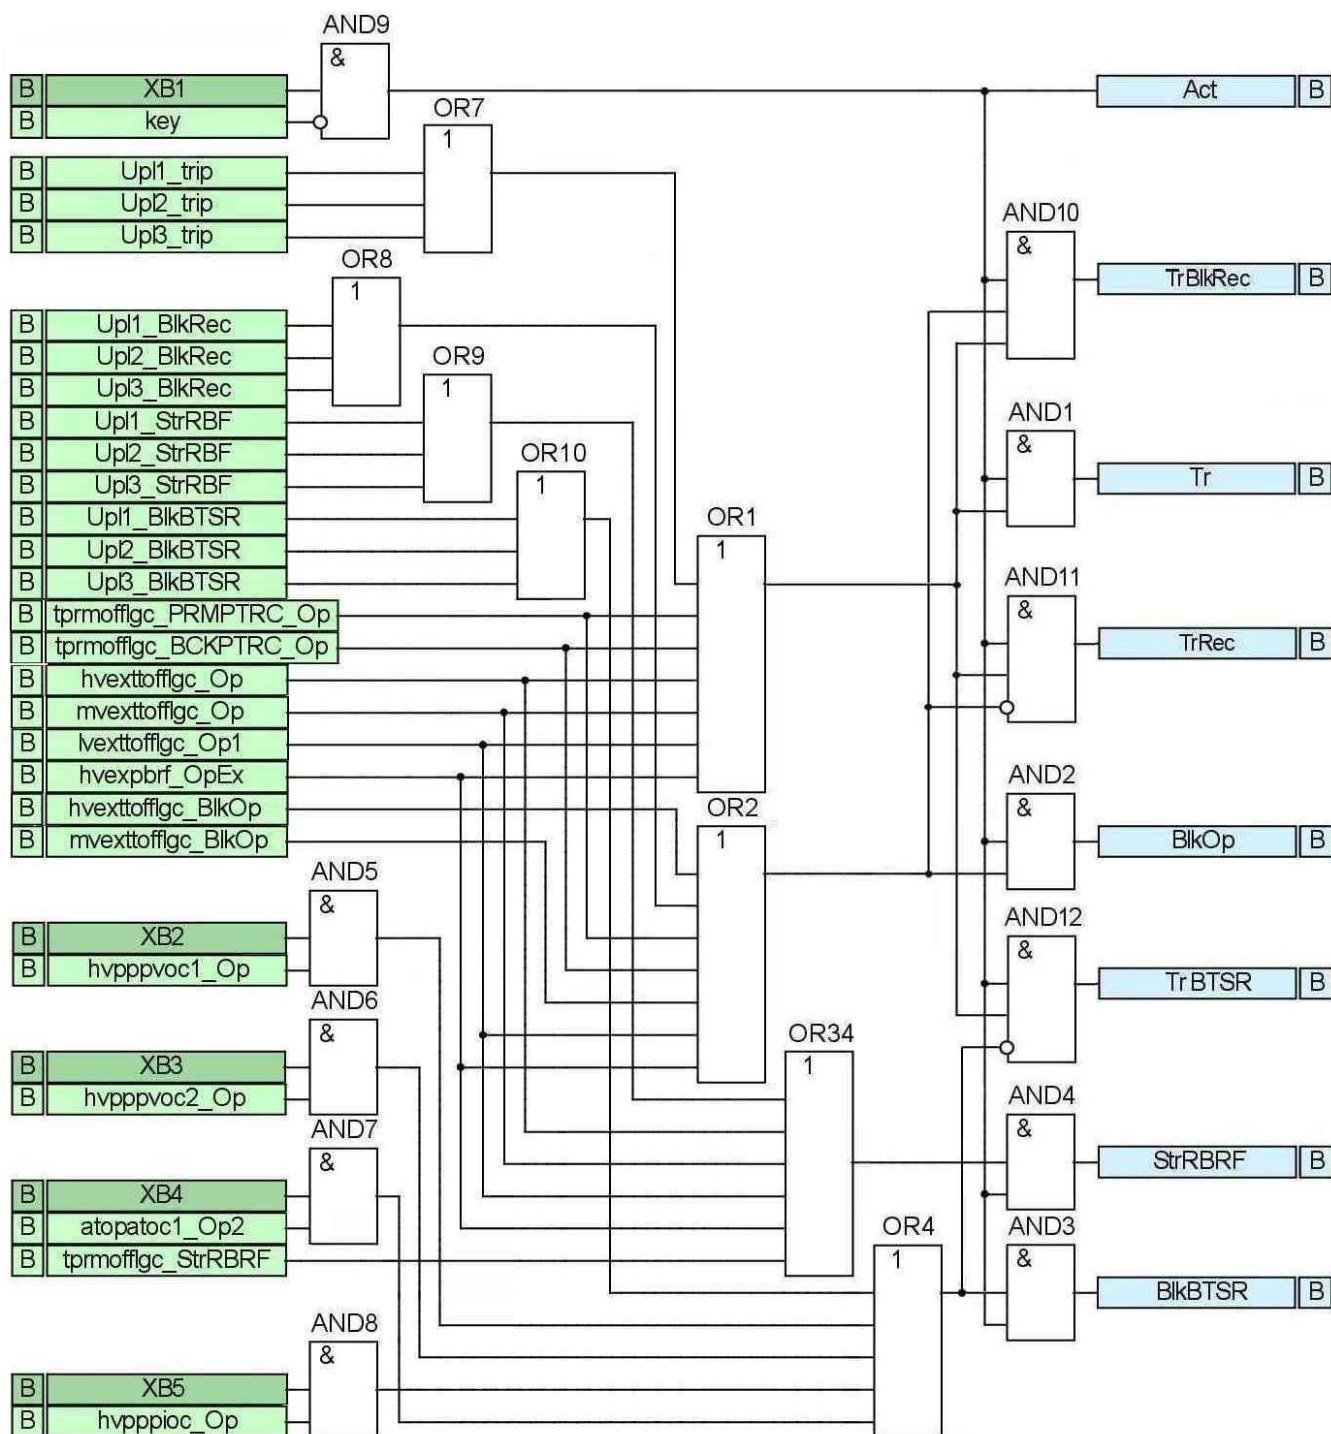 AND9
&
B XB1
Act B
B key
OR7
1
B Upl1_trip
B Upl2_trip
B Upl3_trip
AND10
&
TrBlkRec B
OR8
1
B Upl1_BlkRec
B Upl2_BlkRec
B Upl3_BlkRec
OR9
1
B Upl1_StrRBF
B Upl2_StrRBF
B Upl3_StrRBF
AND1
&
Tr B
OR10
1
B Upl1_BlkBTSR
B Upl2_BlkBTSR
B Upl3_BlkBTSR
OR1
1
AND11
&
TrRec B
B tprmofflgc_PRMPTRC_Op
B tprmofflgc_BCKPTRC_Op
B hvexttofflgc_Op
B mvexttofflgc_Op
B lvexttofflgc_Op1
B hvexpbrf_OpEx
B hvexttofflgc_BlkOp
B mvexttofflgc_BlkOp
OR2
1
AND2
&
BlkOp B
AND5
&
B XB2
B hvpppvoc1_Op
AND12
&
TrBTSR B
AND6
&
B XB3
B hvpppvoc2_Op
OR34
1
AND4
&
StrRBRF B
AND7
&
B XB4
B atopatoc1_Op2
B tprmofflgc_StrRBRF
OR4
1
AND3
&
BlkBTSR B
AND8
&
B XB5
B hvpppioc_Op